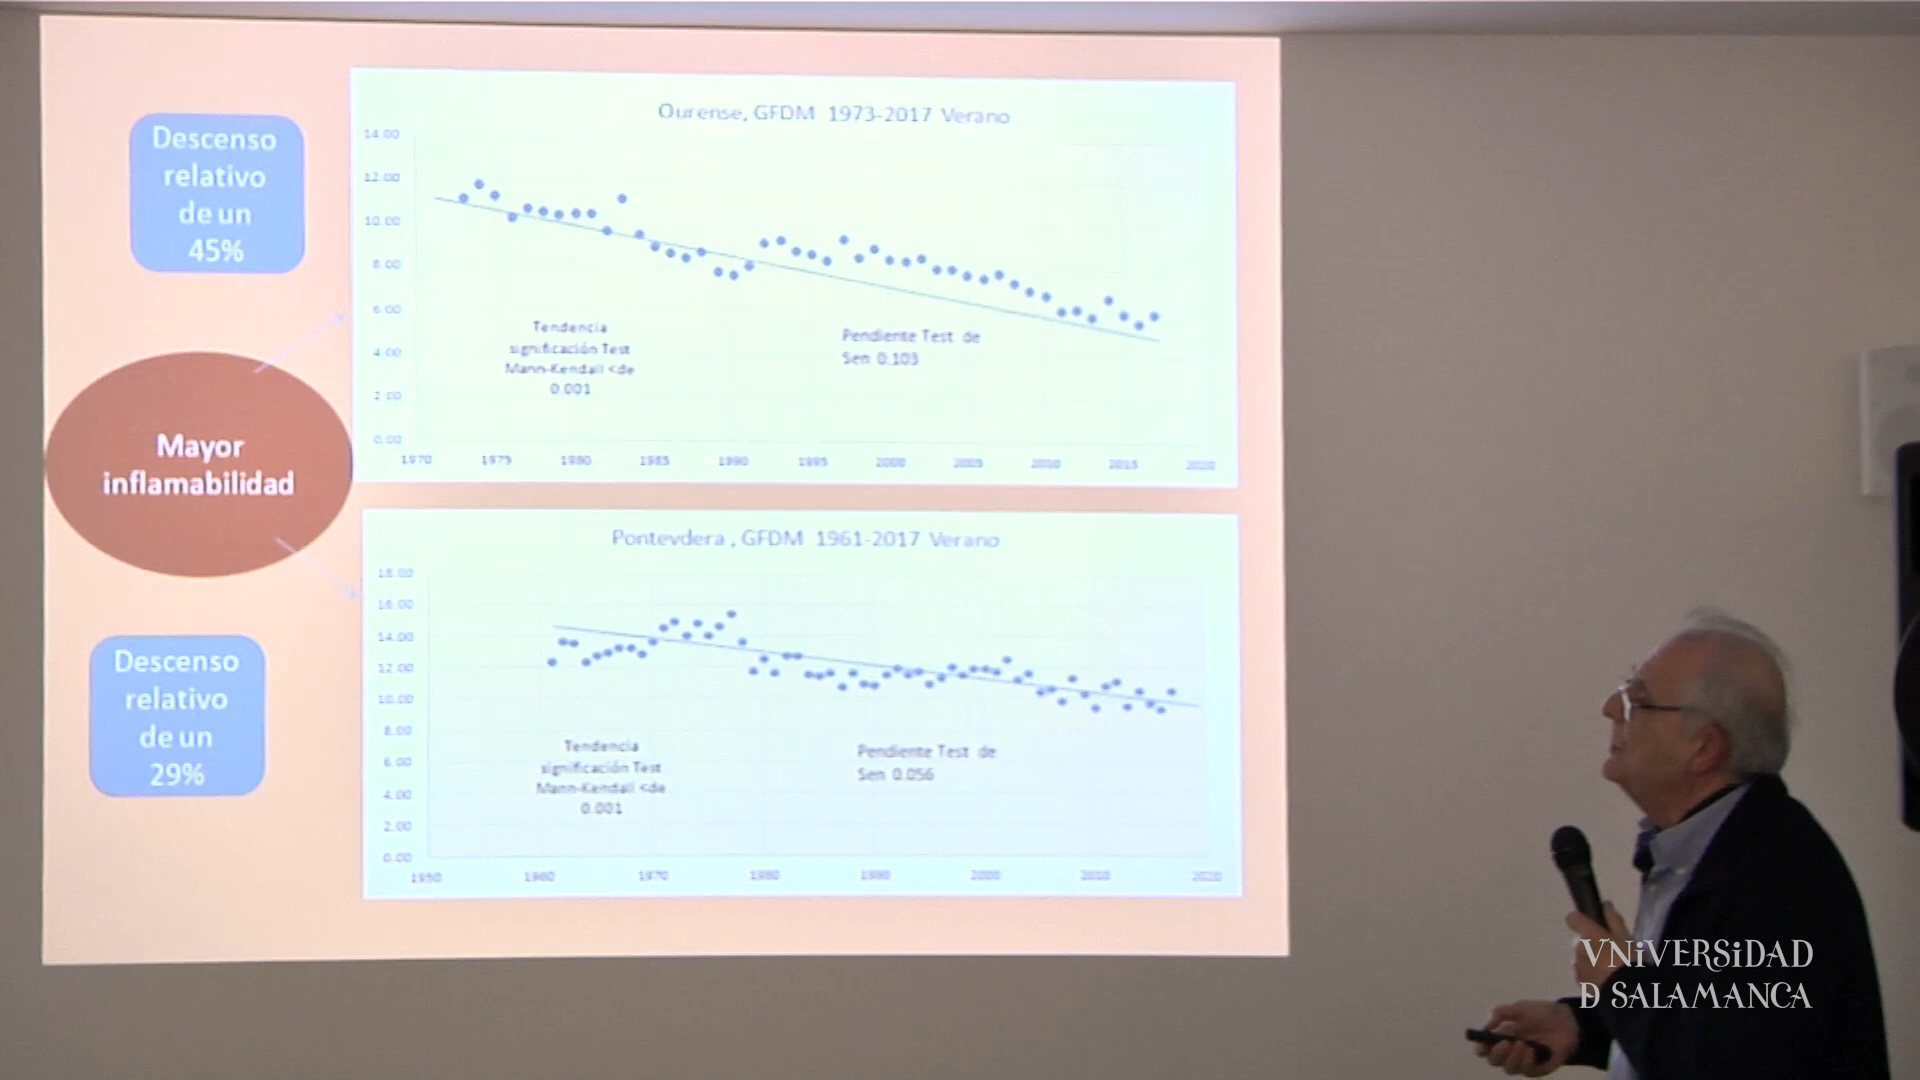 Descenso
relativo
de un
45%
Mayor
inflamabilidad
Descenso
relativo
de un
29%
Ourense, GFDM 1973-2017 Verano
14.00
12.00
10.00
8.00
6.00
4.00
2.00
0.00
Tendencia
significación Test
Mann-Kendall <de
0.001
Pendiente Test de
Sen 0.103
1970 1975 1980 1985 1990 1995 2000 2005 2010 2015 2020
Pontevdera , GFDM 1961-2017 Verano
18.00
16.00
14.00
12.00
10.00
8.00
6.00
4.00
2.00
0.00
Tendencia
significación Test
Mann-Kendall <de
0.001
Pendiente Test de
Sen 0.056
1950 1960 1970 1980 1990 2000 2010 2020
VNiVERSiDAD
Ð SALAMANCA